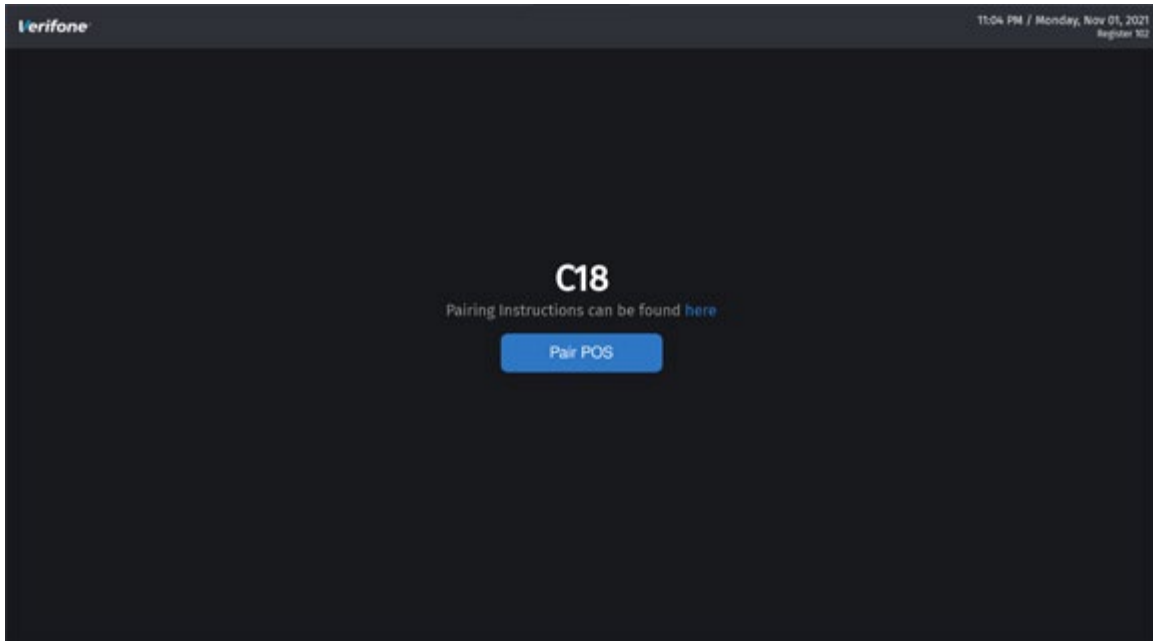 Verifone
11:04 PM / Monday, Nov 01, 2021
Register 102
C18
Pairing Instructions can be found here
Pair POS